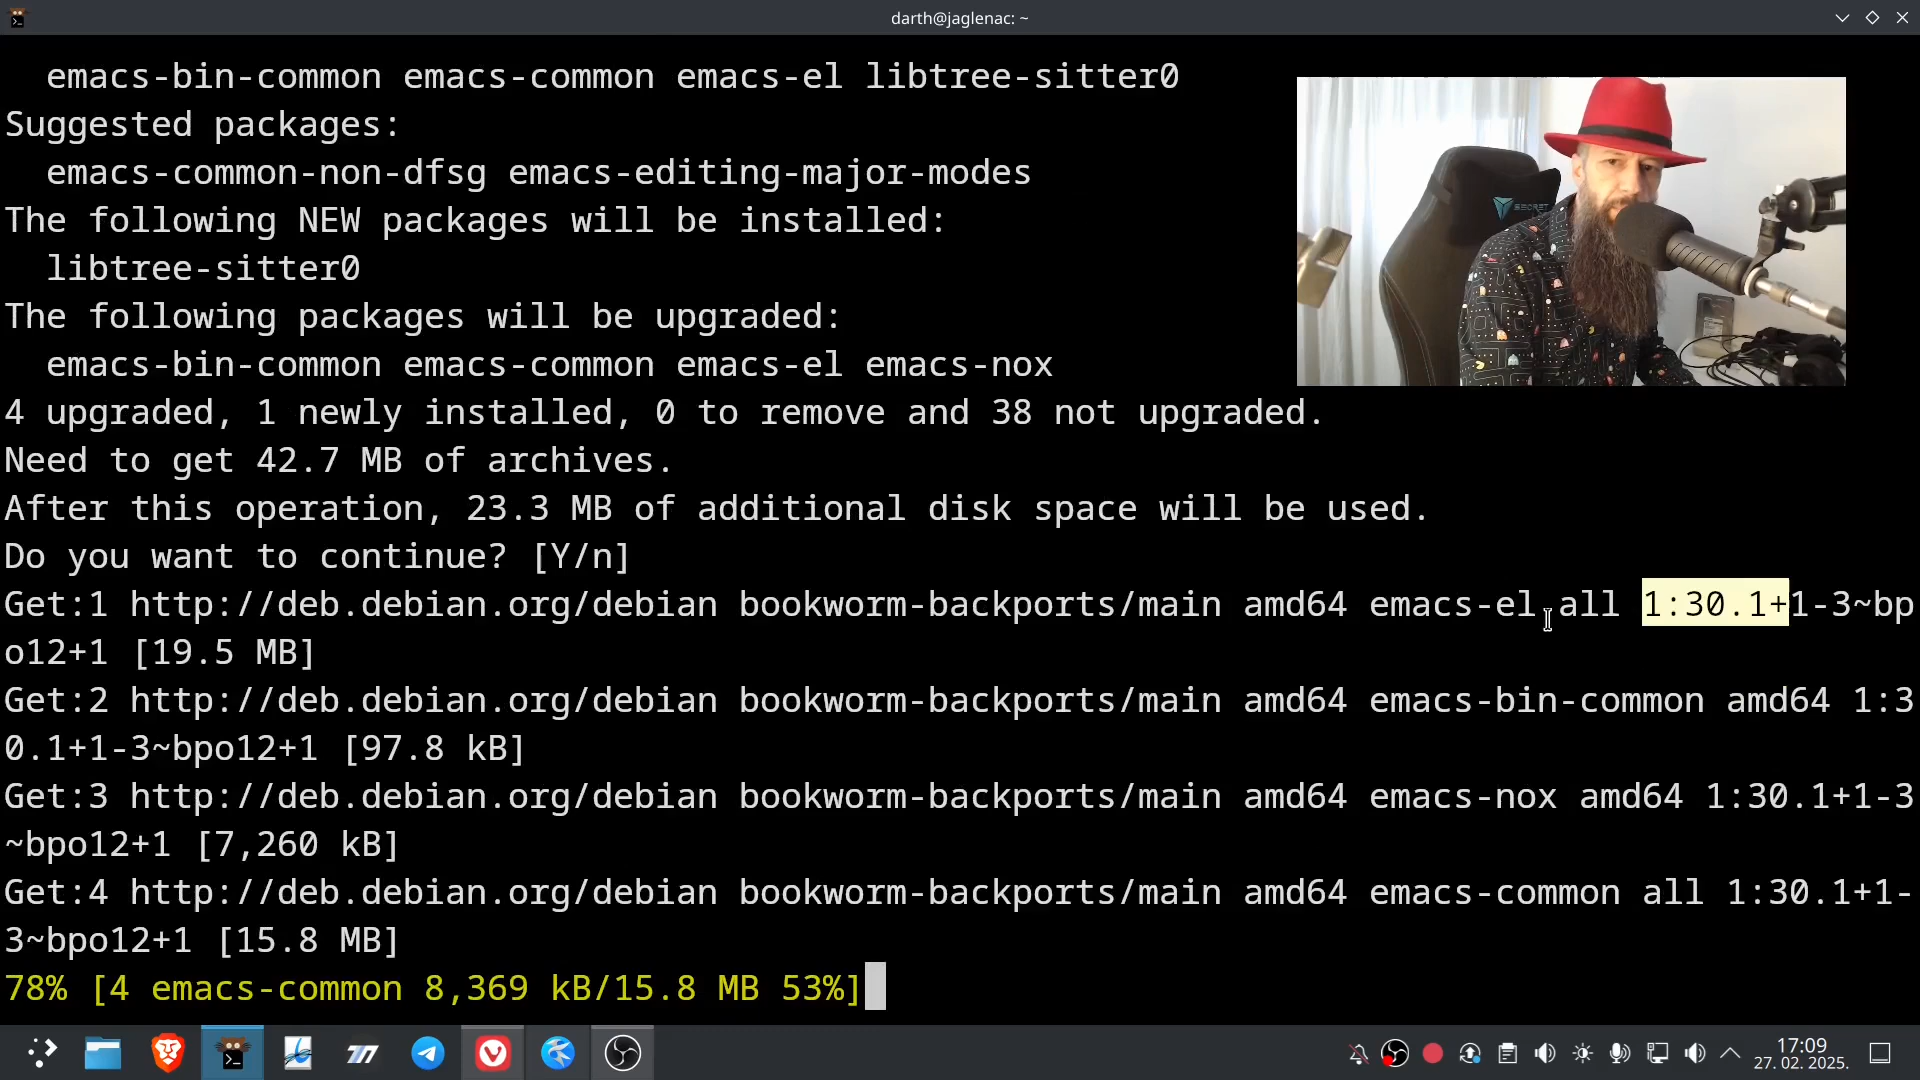 darth@jaglenac: ~
emacs-bin-common emacs-common emacs-el libtree-sitter0
Suggested packages:
emacs-common-non-dfsg emacs-editing-major-modes
The following NEW packages will be installed:
libtree-sitter0
The following packages will be upgraded:
emacs-bin-common emacs-common emacs-el emacs-nox
4 upgraded, 1 newly installed, 0 to remove and 38 not upgraded.
Need to get 42.7 MB of archives.
After this operation, 23.3 MB of additional disk space will be used.
Do you want to continue? [Y/n]
Get:1 http://deb.debian.org/debian bookworm-backports/main amd64 emacs-el all 1:30.1+1-3~bp
o12+1 [19.5 MB]
Get:2 http://deb.debian.org/debian bookworm-backports/main amd64 emacs-bin-common amd64 1:3
0.1+1-3~bpo12+1 [97.8 kB]
Get:3 http://deb.debian.org/debian bookworm-backports/main amd64 emacs-nox amd64 1:30.1+1-3
~bpo12+1 [7,260 kB]
Get:4 http://deb.debian.org/debian bookworm-backports/main amd64 emacs-common all 1:30.1+1-
3~bpo12+1 [15.8 MB]
78% [4 emacs-common 8,369 kB/15.8 MB 53%]
17:09
27. 02. 2025.